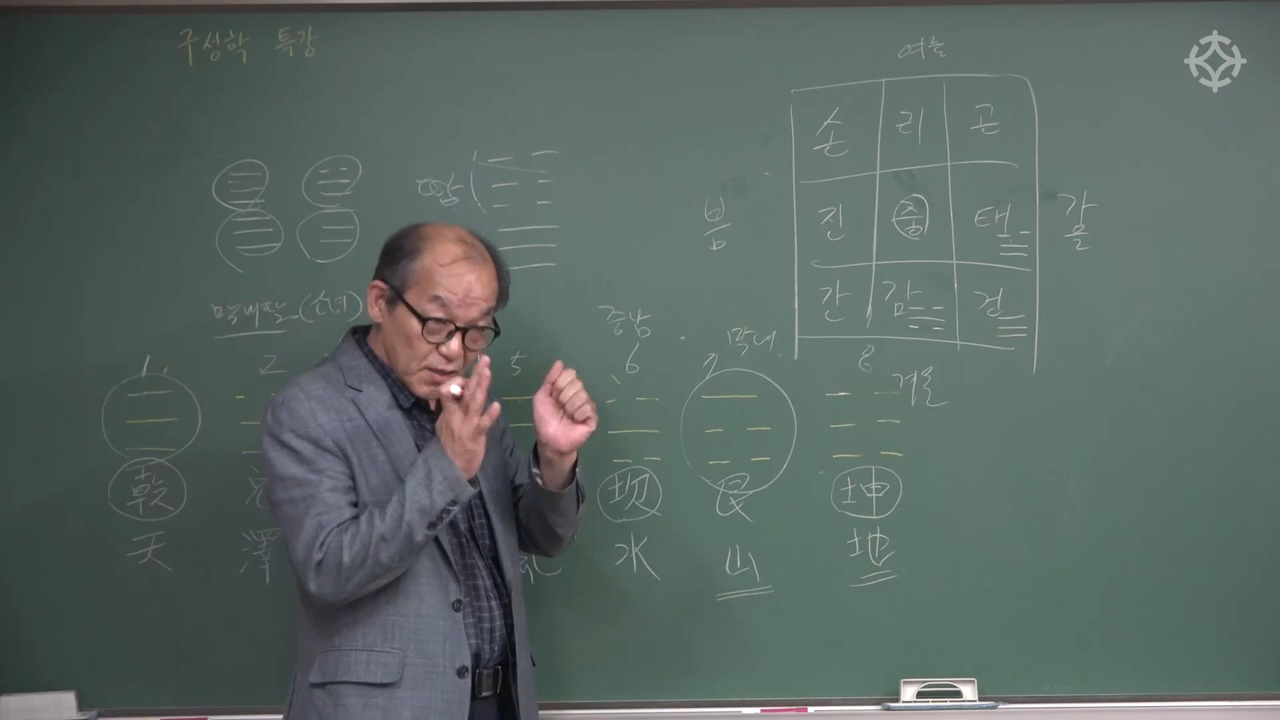 구성학 특강
여름
손 리 곤
봄 진 중 태 가을
간 감 건
겨울
막내딸 (소녀)
중남
막내
1 2 5 6 7 8
乾 兌 坎 艮 坤
天 澤 水 山 地